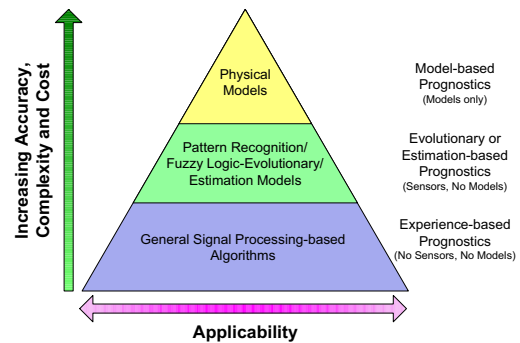 Increasing Accuracy,
Complexity and Cost
Physical
Models
Model-based
Prognostics
(Models only)
Pattern Recognition/
Fuzzy Logic-Evolutionary/
Estimation Models
Evolutionary or
Estimation-based
Prognostics
(Sensors, No Models)
General Signal Processing-based
Algorithms
Experience-based
Prognostics
(No Sensors, No Models)
Applicability